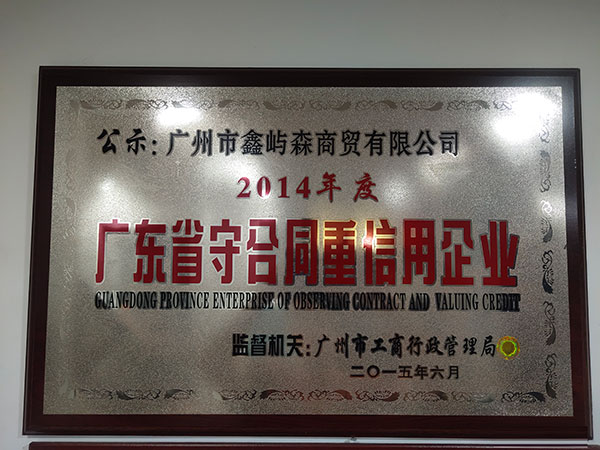 公示:广州市鑫屿森商贸有限公司
2014年度
广东省守合同重信用企业
GUANGDONG PROVINCE ENTERPRISE OF OBSERVING CONTRACT AND VALUING CREDIT
监督机关:广州市工商行政管理局
二〇一五年六月